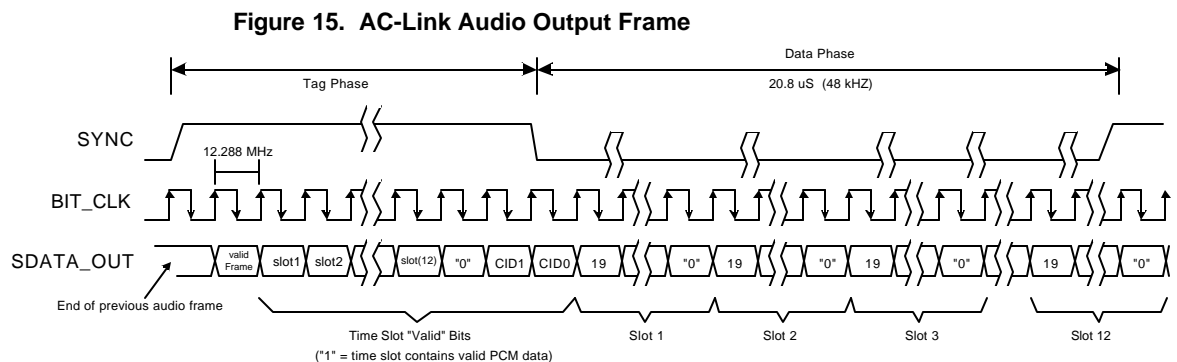 Figure 15. AC-Link Audio Output Frame
Data Phase
Tag Phase
20.8 uS (48 kHZ)
SYNC
12.288 MHz
BIT_CLK
SDATA_OUT
valid
Frame
slot1
slot2
slot(12)
"0"
CID1
CID0
19
"0"
19
"0"
19
"0"
19
"0"
End of previous audio frame
Time Slot "Valid" Bits
("1" = time slot contains valid PCM data)
Slot 1
Slot 2
Slot 3
Slot 12